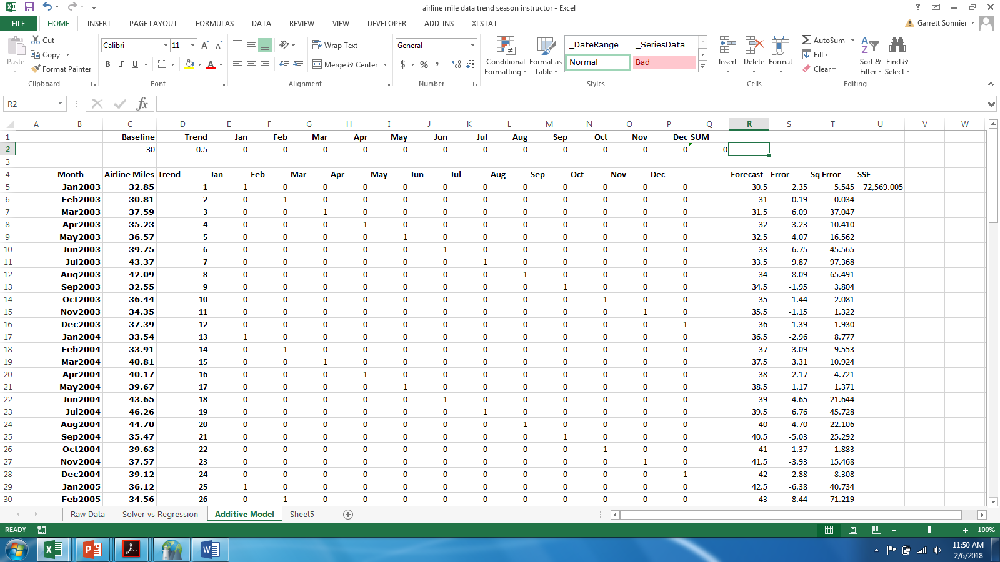 airline mile data trend season instructor - Excel
FILE HOME INSERT PAGE LAYOUT FORMULAS DATA REVIEW VIEW DEVELOPER ADD-INS XLSTAT Garrett Sonnier
Paste Cut Copy Format Painter
Calibri 11
B I U
Wrap Text
Merge & Center
General
$ %
Conditional Formatting Format as Table
_DateRange _SeriesData
Normal Bad
Insert Delete Format
AutoSum
Fill
Clear
Sort & Filter Find & Select
Clipboard Font Alignment Number Styles Cells Editing
R2 fx
A B C D E F G H I J K L M N O P Q R S T U V W
1 Baseline Trend Jan Feb Mar Apr May Jun Jul Aug Sep Oct Nov Dec SUM
2 30 0.5 0 0 0 0 0 0 0 0 0 0 0 0 0
3
4 Month Airline Miles Trend Jan Feb Mar Apr May Jun Jul Aug Sep Oct Nov Dec Forecast Error Sq Error SSE
5 Jan2003 32.85 1 1 0 0 0 0 0 0 0 0 0 0 0 30.5 2.35 5.545 72,569.005
6 Feb2003 30.81 2 0 1 0 0 0 0 0 0 0 0 0 0 31 -0.19 0.034
7 Mar2003 37.59 3 0 0 1 0 0 0 0 0 0 0 0 0 31.5 6.09 37.047
8 Apr2003 35.23 4 0 0 0 1 0 0 0 0 0 0 0 0 32 3.23 10.410
9 May2003 36.57 5 0 0 0 0 1 0 0 0 0 0 0 0 32.5 4.07 16.562
10 Jun2003 39.75 6 0 0 0 0 0 1 0 0 0 0 0 0 33 6.75 45.565
11 Jul2003 43.37 7 0 0 0 0 0 0 1 0 0 0 0 0 33.5 9.87 97.368
12 Aug2003 42.09 8 0 0 0 0 0 0 0 1 0 0 0 0 34 8.09 65.491
13 Sep2003 32.55 9 0 0 0 0 0 0 0 0 1 0 0 0 34.5 -1.95 3.804
14 Oct2003 36.44 10 0 0 0 0 0 0 0 0 0 1 0 0 35 1.44 2.081
15 Nov2003 34.35 11 0 0 0 0 0 0 0 0 0 0 1 0 35.5 -1.15 1.322
16 Dec2003 37.39 12 0 0 0 0 0 0 0 0 0 0 0 1 36 1.39 1.930
17 Jan2004 33.54 13 1 0 0 0 0 0 0 0 0 0 0 0 36.5 -2.96 8.777
18 Feb2004 33.91 14 0 1 0 0 0 0 0 0 0 0 0 0 37 -3.09 9.553
19 Mar2004 40.81 15 0 0 1 0 0 0 0 0 0 0 0 0 37.5 3.31 10.924
20 Apr2004 40.17 16 0 0 0 1 0 0 0 0 0 0 0 0 38 2.17 4.721
21 May2004 39.67 17 0 0 0 0 1 0 0 0 0 0 0 0 38.5 1.17 1.371
22 Jun2004 43.65 18 0 0 0 0 0 1 0 0 0 0 0 0 39 4.65 21.644
23 Jul2004 46.26 19 0 0 0 0 0 0 1 0 0 0 0 0 39.5 6.76 45.728
24 Aug2004 44.70 20 0 0 0 0 0 0 0 1 0 0 0 0 40 4.70 22.106
25 Sep2004 35.47 21 0 0 0 0 0 0 0 0 1 0 0 0 40.5 -5.03 25.292
26 Oct2004 39.63 22 0 0 0 0 0 0 0 0 0 1 0 0 41 -1.37 1.883
27 Nov2004 37.57 23 0 0 0 0 0 0 0 0 0 0 1 0 41.5 -3.93 15.468
28 Dec2004 39.12 24 0 0 0 0 0 0 0 0 0 0 0 1 42 -2.88 8.308
29 Jan2005 36.12 25 1 0 0 0 0 0 0 0 0 0 0 0 42.5 -6.38 40.734
30 Feb2005 34.56 26 0 1 0 0 0 0 0 0 0 0 0 0 43 -8.44 71.219
Raw Data Solver vs Regression Additive Model Sheet5
READY 100%
11:50 AM
2/6/2018